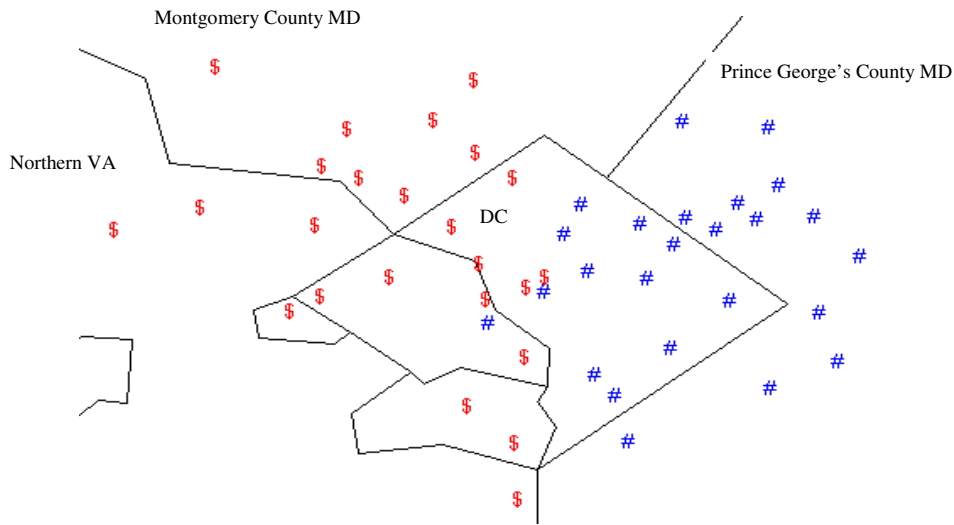 Montgomery County MD
Prince George's County MD
Northern VA
DC